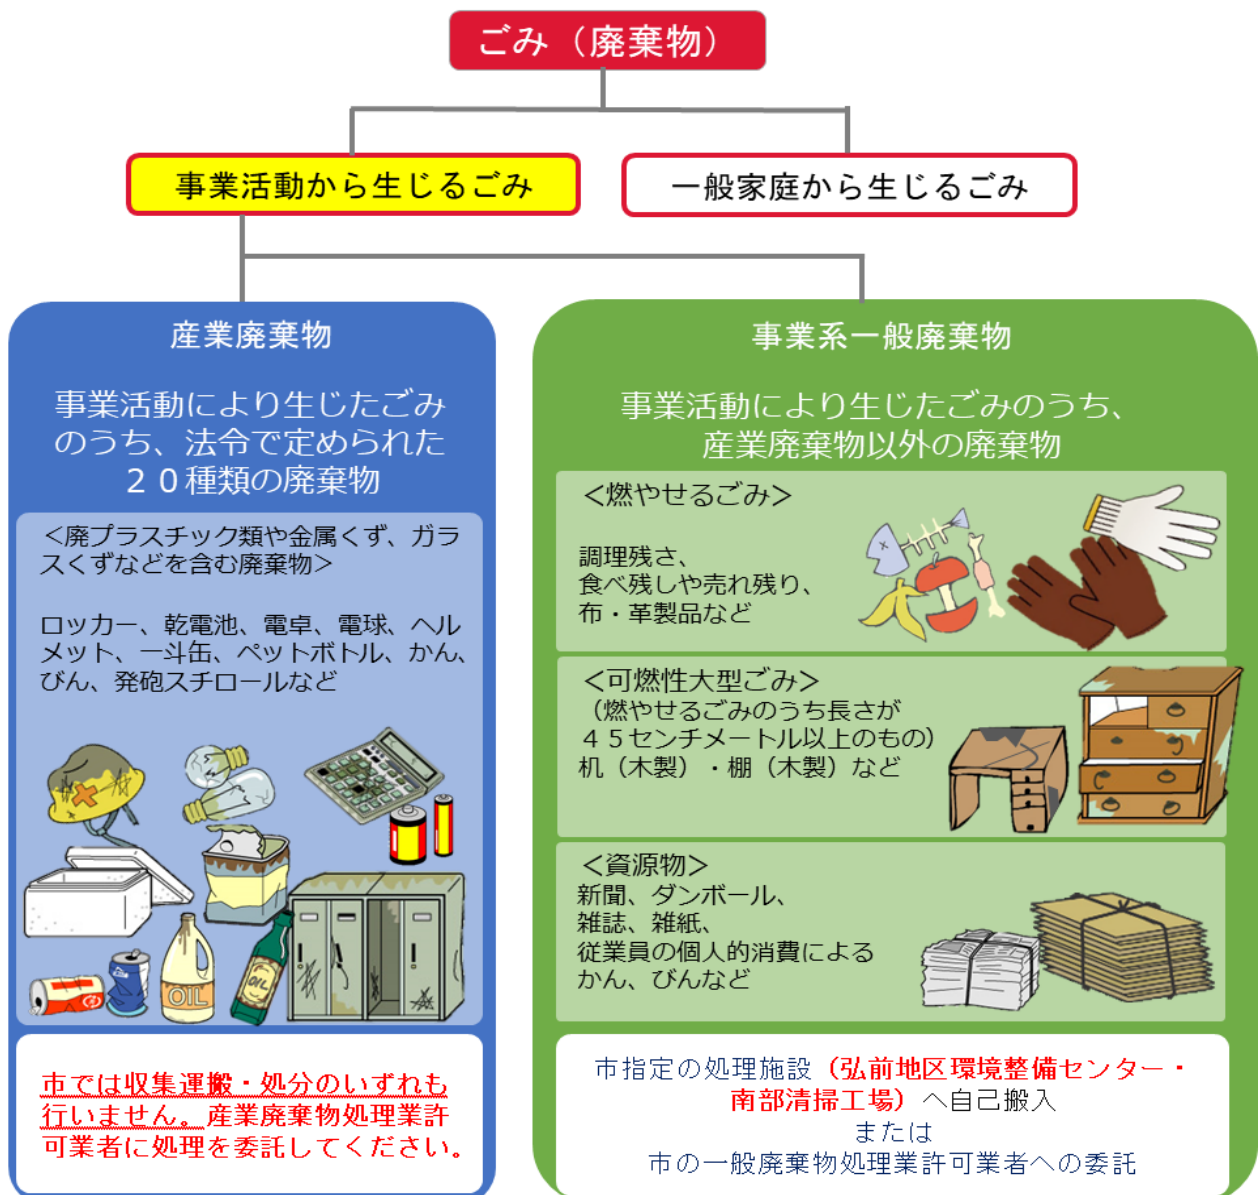 ごみ（廃棄物）
事業活動から生じるごみ
一般家庭から生じるごみ
産業廃棄物
事業活動により生じたごみ
のうち、法令で定められた
２０種類の廃棄物
＜廃プラスチック類や金属くず、ガラ
スくずなどを含む廃棄物＞
ロッカー、乾電池、電卓、電球、ヘル
メット、一斗缶、ペットボトル、かん、
びん、発砲スチロールなど
OIL
OIL
市では収集運搬・処分のいずれも
行いません。産業廃棄物処理業許
可業者に処理を委託してください。
事業系一般廃棄物
事業活動により生じたごみのうち、
産業廃棄物以外の廃棄物
＜燃やせるごみ＞
調理残さ、
食べ残しや売れ残り、
布・革製品など
＜可燃性大型ごみ＞
（燃やせるごみのうち長さが
４５センチメートル以上のもの）
机（木製）・棚（木製）など
＜資源物＞
新聞、ダンボール、
雑誌、雑紙、
従業員の個人的消費による
かん、びんなど
市指定の処理施設（弘前地区環境整備センター・
南部清掃工場）へ自己搬入
または
市の一般廃棄物処理業許可業者への委託